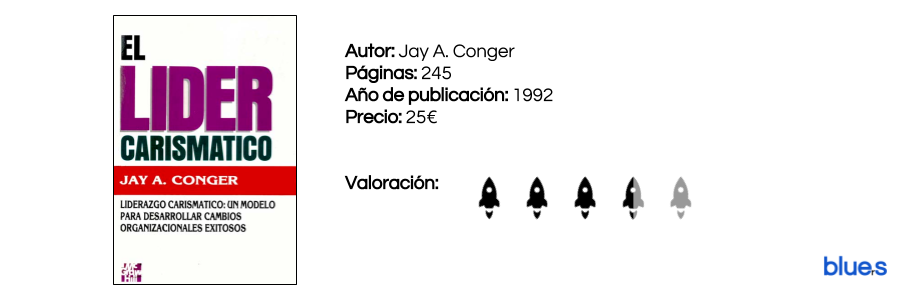 EL
LIDER
CARISMATICO
JAY A. CONGER
LIDERAZGO CARISMATICO: UN MODELO
PARA DESARROLLAR CAMBIOS
ORGANIZACIONALES EXITOSOS
Autor: Jay A. Conger
Páginas: 245
Año de publicación: 1992
Precio: 25€
Valoración:
bluers